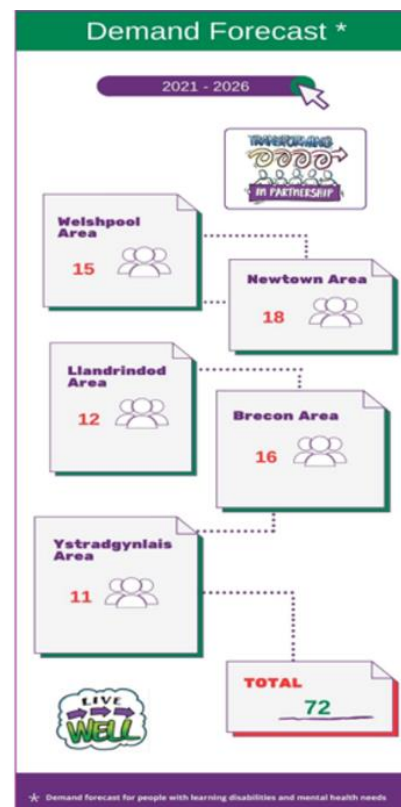 Demand Forecast *
2021 - 2026
TRANSFORMING
IN PARTNERSHIP
Welshpool
Area
15
Newtown Area
18
Llandrindod
Area
12
Brecon Area
16
Ystradgynlais
Area
11
TOTAL
72
LIVE
WELL
* Demand forecast for people with learning disabilities and mental health needs